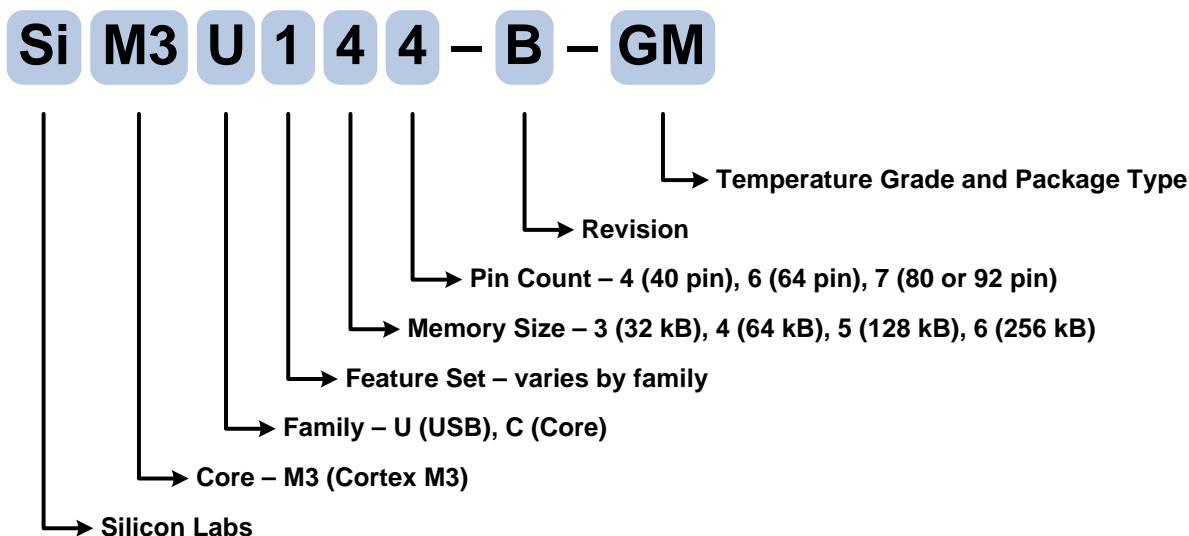 Si M3 U 1 4 4 – B – GM
Temperature Grade and Package Type
Revision
Pin Count – 4 (40 pin), 6 (64 pin), 7 (80 or 92 pin)
Memory Size – 3 (32 kB), 4 (64 kB), 5 (128 kB), 6 (256 kB)
Feature Set – varies by family
Family – U (USB), C (Core)
Core – M3 (Cortex M3)
Silicon Labs